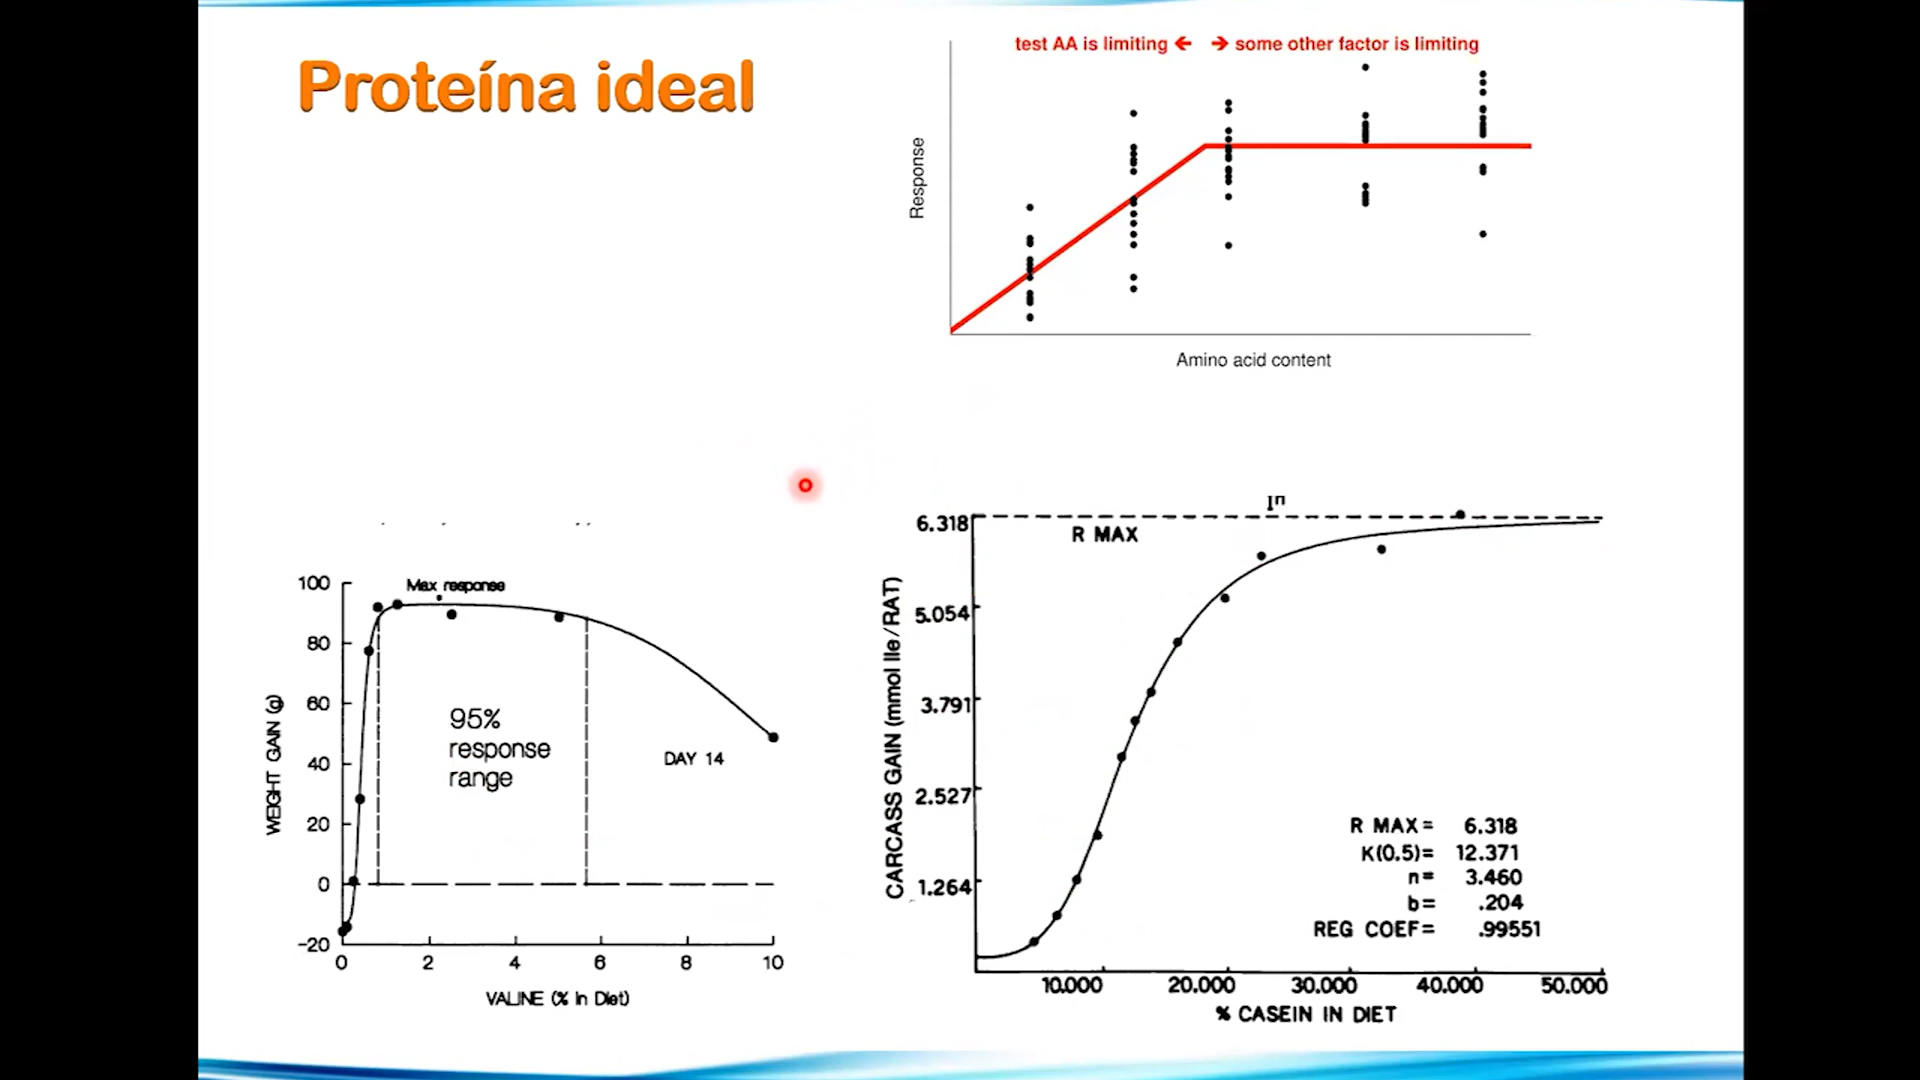 Proteína ideal
test AA is limiting ← → some other factor is limiting
Response
Amino acid content
100
80
60
40
20
0
-20
WEIGHT GAIN (g)
Max response
95%
response
range
DAY 14
0 2 4 6 8 10
VALINE (% In Diet)
6.318
5.054
3.791
2.527
1.264
CARCASS GAIN (mmol Ile/RAT)
R MAX
R MAX= 6.318
K(0.5)= 12.371
n= 3.460
b= .204
REG COEF= .99551
10.000 20.000 30.000 40.000 50.000
% CASEIN IN DIET